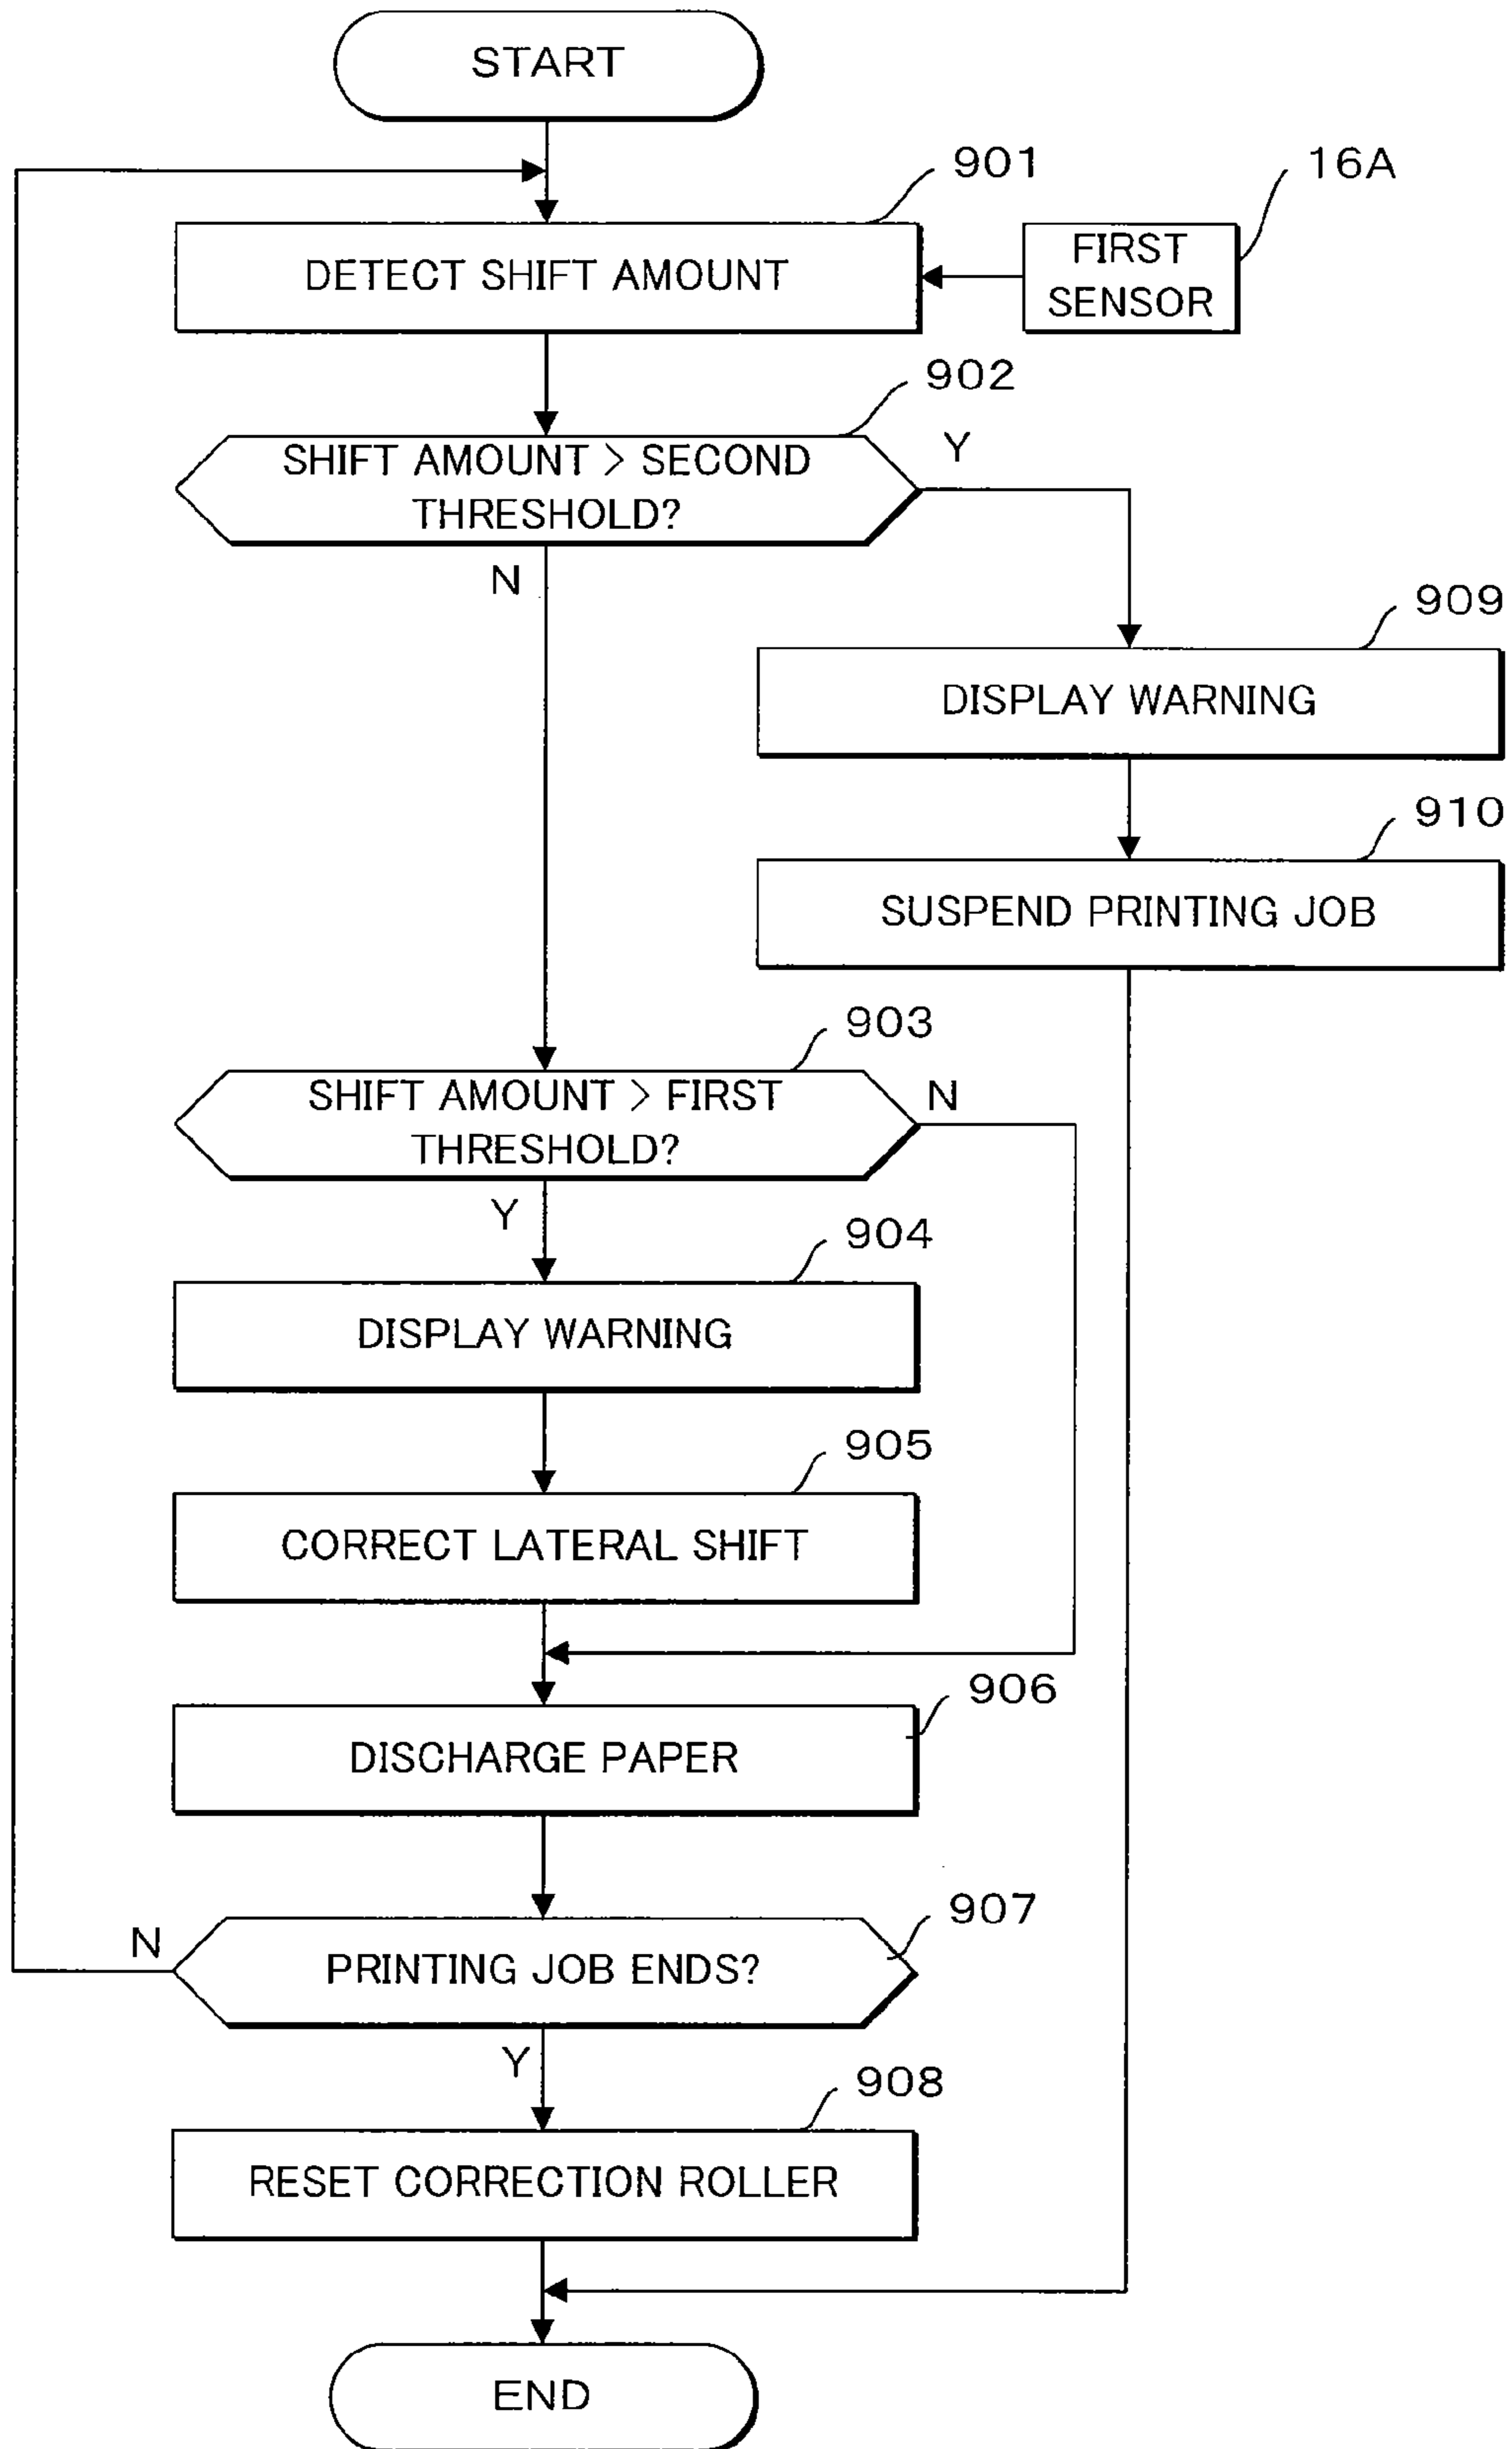 START
901
16A
DETECT SHIFT AMOUNT
FIRST
SENSOR
902
SHIFT AMOUNT > SECOND
THRESHOLD?
Y
N
909
DISPLAY WARNING
910
SUSPEND PRINTING JOB
903
SHIFT AMOUNT > FIRST
THRESHOLD?
N
Y
904
DISPLAY WARNING
905
CORRECT LATERAL SHIFT
906
DISCHARGE PAPER
907
N
PRINTING JOB ENDS?
Y
908
RESET CORRECTION ROLLER
END